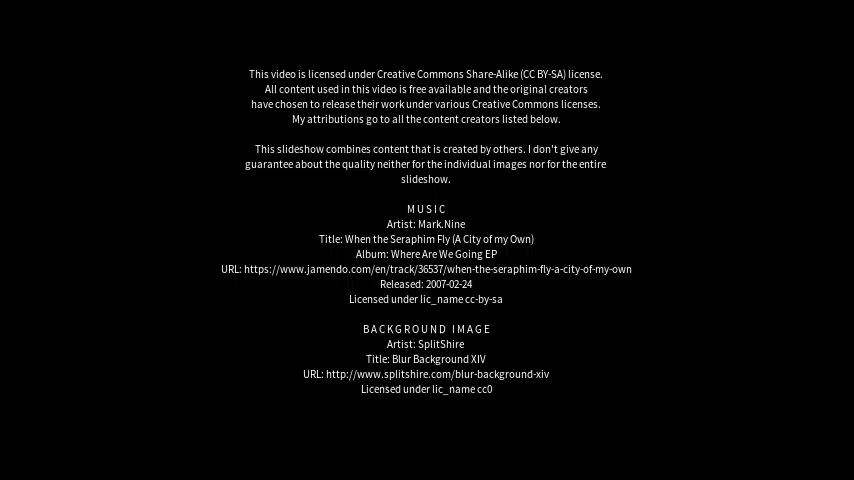 This video is licensed under Creative Commons Share-Alike (CC BY-SA) license.
All content used in this video is free available and the original creators
have chosen to release their work under various Creative Commons licenses.
My attributions go to all the content creators listed below.
This slideshow combines content that is created by others. I don't give any
guarantee about the quality neither for the individual images nor for the entire
slideshow.
MUSIC
Artist: Mark.Nine
Title: When the Seraphim Fly (A City of my Own)
Album: Where Are We Going EP
URL: https://www.jamendo.com/en/track/36537/when-the-seraphim-fly-a-city-of-my-own
Released: 2007-02-24
Licensed under lic_name cc-by-sa
BACKGROUND IMAGE
Artist: SplitShire
Title: Blur Background XIV
URL: http://www.splitshire.com/blur-background-xiv
Licensed under lic_name cc0